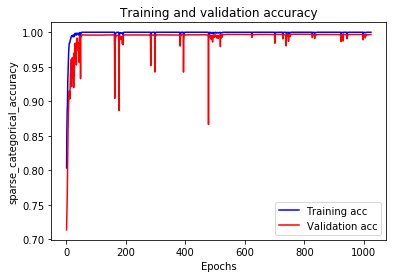 Training and validation accuracy
sparse_categorical_accuracy
1.00
0.95
0.90
0.85
0.80
0.75
0.70
Training acc
Validation acc
0 200 400 600 800 1000
Epochs